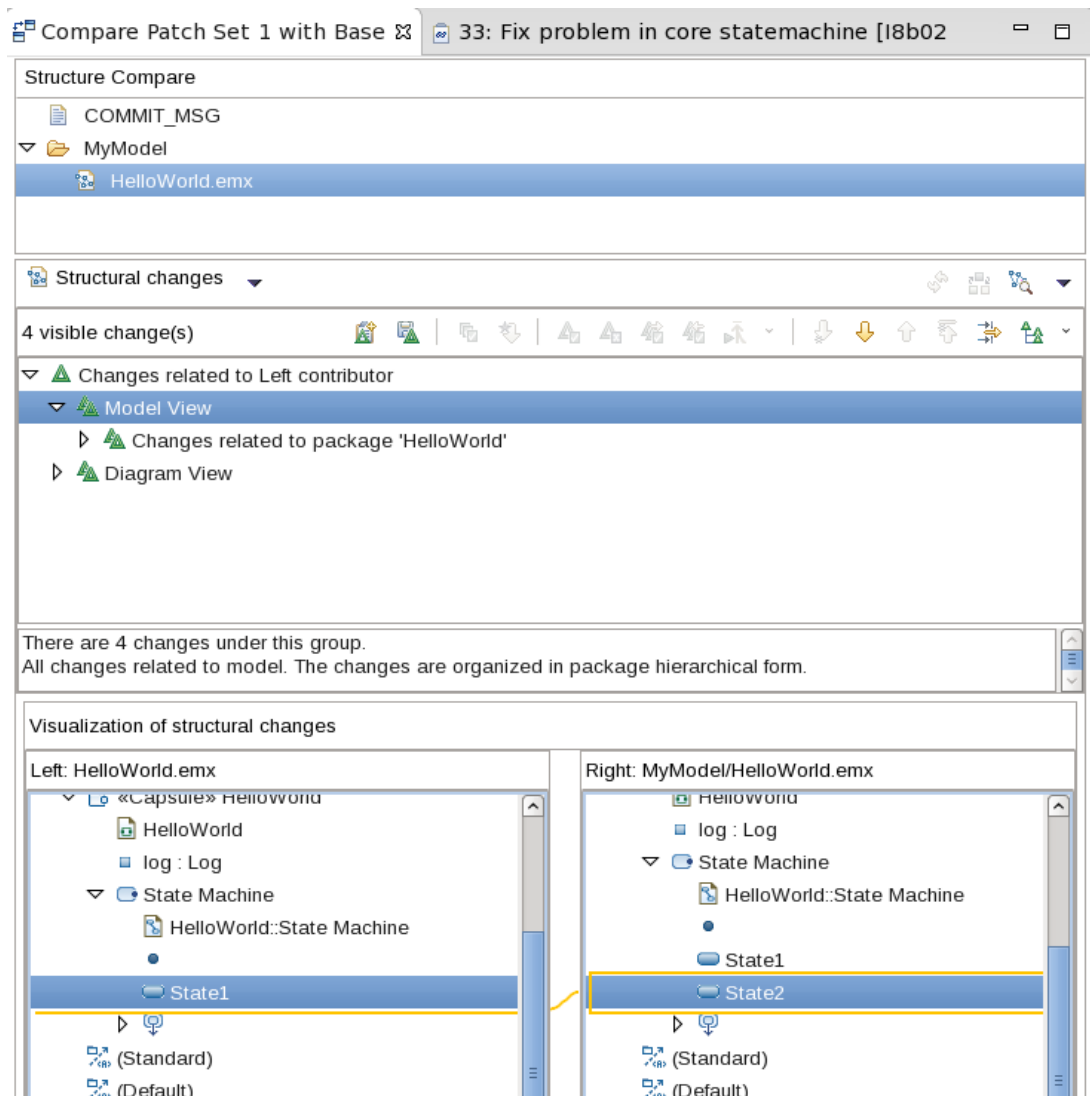 Compare Patch Set 1 with Base 33: Fix problem in core statemachine [I8b02
Structure Compare
COMMIT_MSG
MyModel
HelloWorld.emx
Structural changes
4 visible change(s)
Changes related to Left contributor
Model View
Changes related to package 'HelloWorld'
Diagram View
There are 4 changes under this group.
All changes related to model. The changes are organized in package hierarchical form.
Visualization of structural changes
Left: HelloWorld.emx
«Capsule» HelloWorld
HelloWorld
log : Log
State Machine
HelloWorld::State Machine
State1
(Standard)
(Default)
Right: MyModel/HelloWorld.emx
HelloWorld
log : Log
State Machine
HelloWorld::State Machine
State1
State2
(Standard)
(Default)